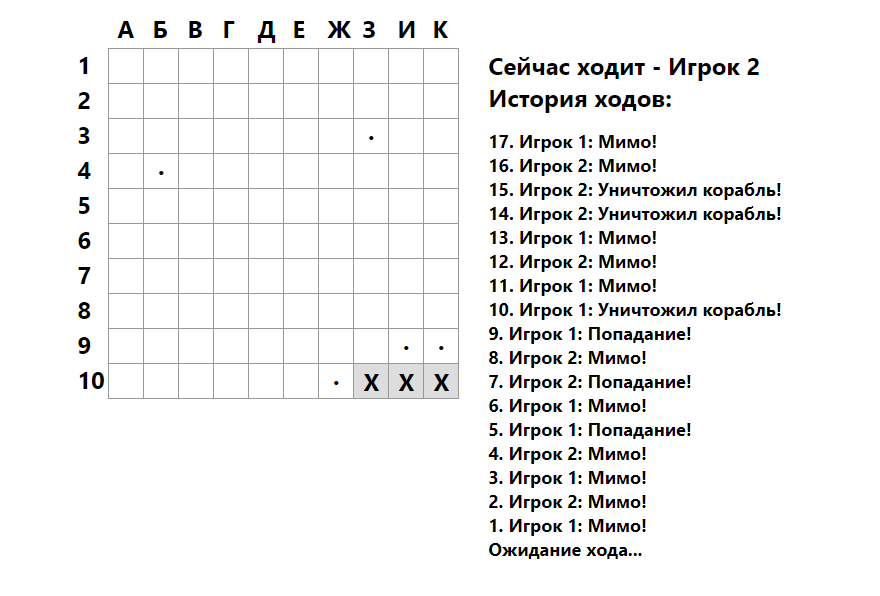 А Б В Г Д Е Ж З И К
1
2
3 .
4 .
5
6
7
8
9 . .
10 . X X X
Сейчас ходит - Игрок 2
История ходов:
17. Игрок 1: Мимо!
16. Игрок 2: Мимо!
15. Игрок 2: Уничтожил корабль!
14. Игрок 2: Уничтожил корабль!
13. Игрок 1: Мимо!
12. Игрок 2: Мимо!
11. Игрок 1: Мимо!
10. Игрок 1: Уничтожил корабль!
9. Игрок 1: Попадание!
8. Игрок 2: Мимо!
7. Игрок 2: Попадание!
6. Игрок 1: Мимо!
5. Игрок 1: Попадание!
4. Игрок 2: Мимо!
3. Игрок 1: Мимо!
2. Игрок 2: Мимо!
1. Игрок 1: Мимо!
Ожидание хода...